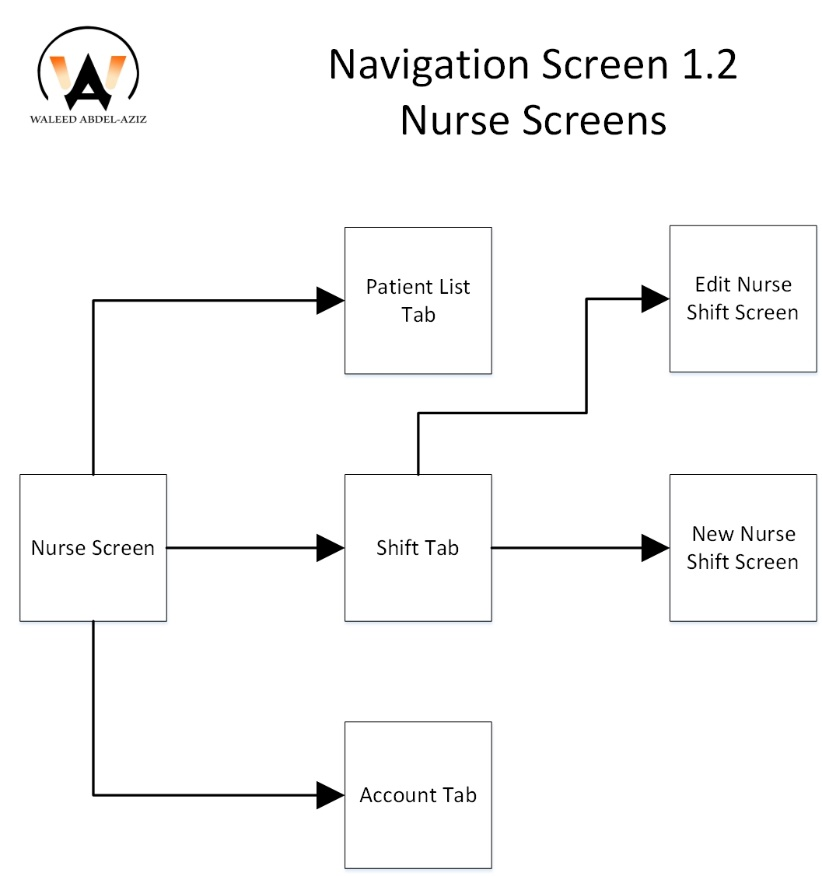 WALEED ABDEL-AZIZ
Navigation Screen 1.2
Nurse Screens
Patient List
Tab
Edit Nurse
Shift Screen
Nurse Screen
Shift Tab
New Nurse
Shift Screen
Account Tab